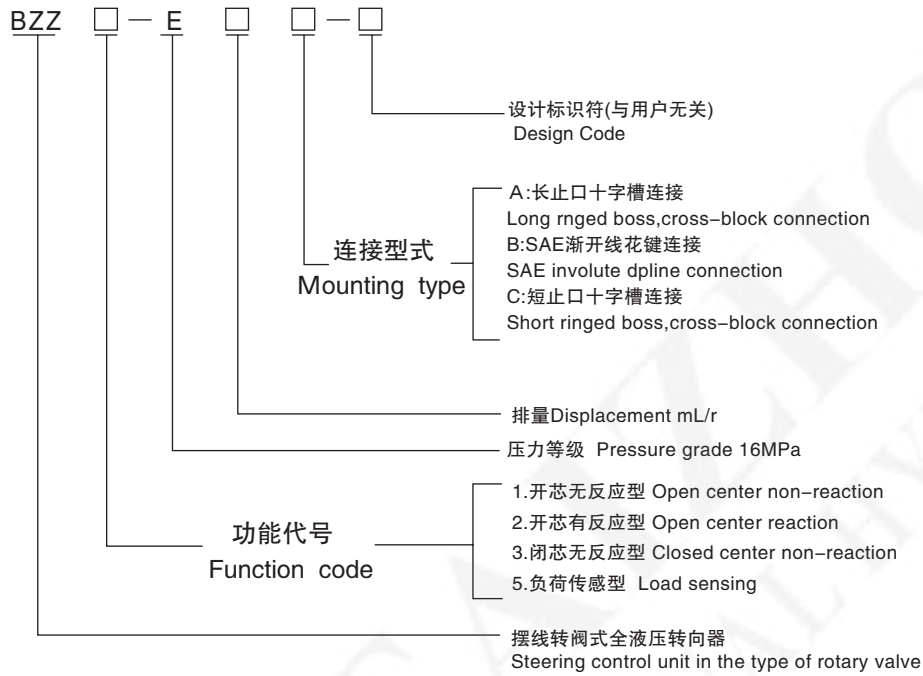 BZZ □－E □ □－□
设计标识符(与用户无关)
Design Code
A:长止口十字槽连接
Long rnged boss,cross-block connection
B:SAE渐开线花键连接
SAE involute dpline connection
C:短止口十字槽连接
Short ringed boss,cross-block connection
连接型式
Mounting type
排量Displacement mL/r
压力等级 Pressure grade 16MPa
1.开芯无反应型 Open center non-reaction
2.开芯有反应型 Open center reaction
3.闭芯无反应型 Closed center non-reaction
5.负荷传感型 Load sensing
功能代号
Function code
摆线转阀式全液压转向器
Steering control unit in the type of rotary valve